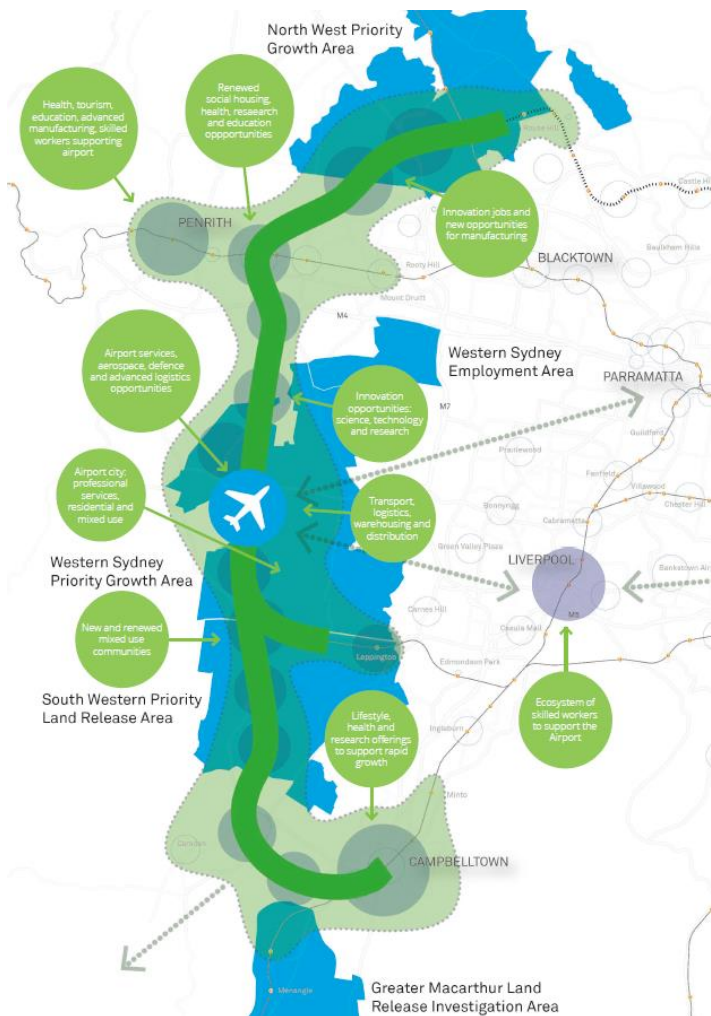 North West Priority
Growth Area
Health, tourism,
education, advanced
manufacturing, skilled
workers supporting
airport
Renewed
social housing,
health, resaearch
and education
oppportunities
Rouse Hill
Castle Hi
PENRITH
Innovation jobs and
new opportunities
for manufacturing
Rooty Hill
BLACKTOWN
Baulkham Hills
Mount Druitt
M4
Airport services,
aerospace, defence
and advanced logistics
opportunities
Western Sydney
Employment Area
PARRAMATTA
Innovation opportunities:
science, technology
and research
M7
Guildford
Prairiewood
Airport city:
professional
services,
residential and
mixed use
Transport,
logistics,
warehousing and
distribution
Fairfield
Villawood
Bonnyrigg
Chester Hill
Cabramatta
Green Valley Plaza
LIVERPOOL
Bankstown Air
Western Sydney
Priority Growth Area
Carnes Hill
M5
New and renewed
mixed use
communities
Casula Mall
Leppington
Edmondson Park
South Western Priority
Land Release Area
Lifestyle,
health and
research offerings
to support rapid
growth
Ecosystem of
skilled workers
to support the
Airport
Ingleburn
Minto
Camden
CAMPBELLTOWN
Menangle
Greater Macarthur Land
Release Investigation Area